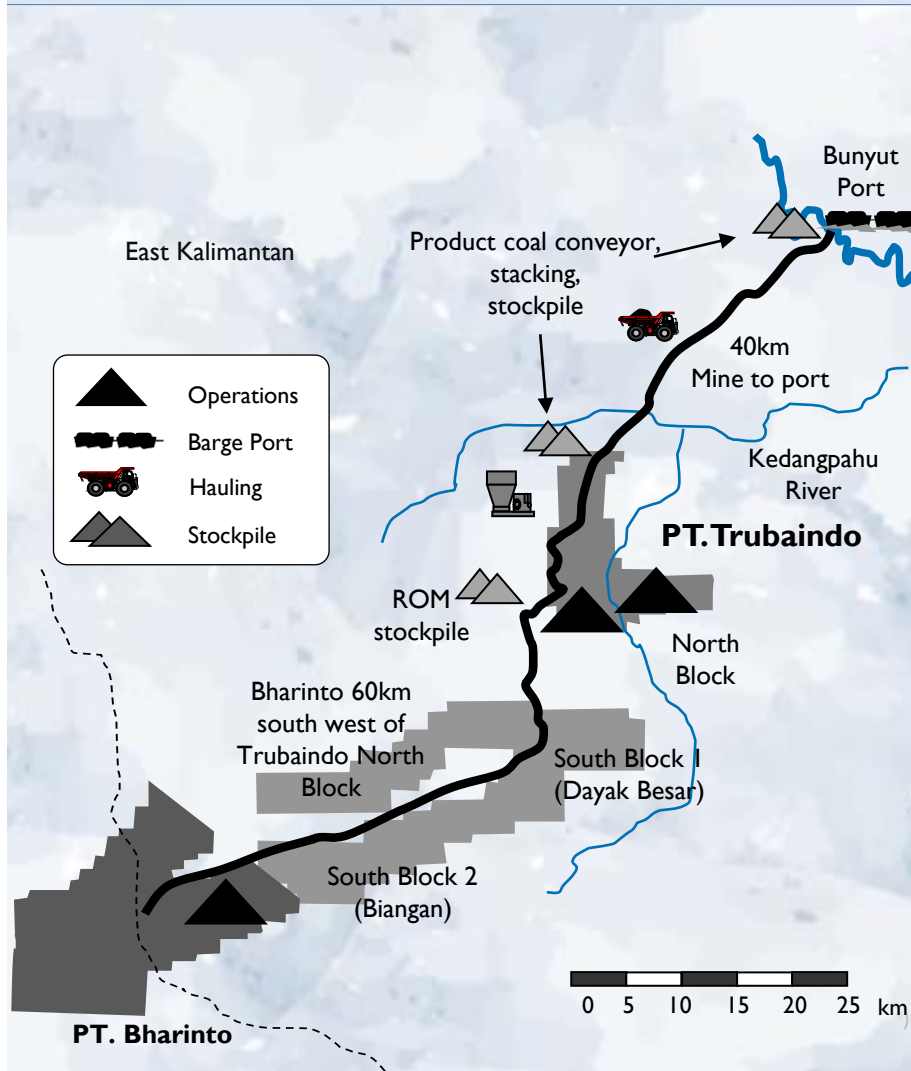 Bunyut
Port
East Kalimantan
Product coal conveyor,
stacking,
stockpile
40km
Mine to port
Operations
Barge Port
Hauling
Stockpile
Kedangpahu
River
PT.Trubaindo
ROM
stockpile
North
Block
Bharinto 60km
south west of
Trubaindo North
Block
South Block 1
(Dayak Besar)
South Block 2
(Biangan)
0 5 10 15 20 25 km
)
PT. Bharinto